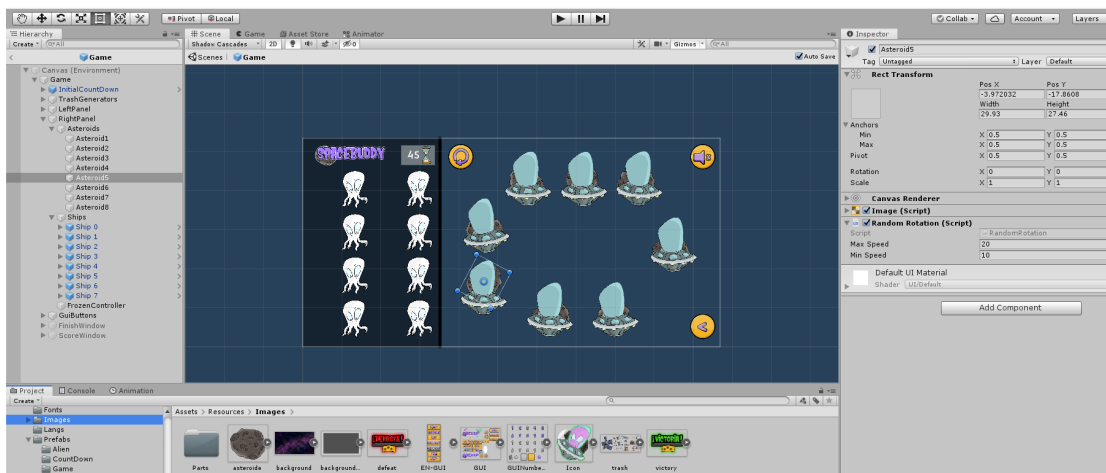 Pivot Local Collab Account Layers
Hierarchy
Create All
Game
Canvas (Environment)
Game
InitialCountDown
TrashGenerators
LeftPanel
RightPanel
Asteroids
Asteroid1
Asteroid2
Asteroid3
Asteroid4
Asteroid5
Asteroid6
Asteroid7
Asteroid8
Ships
Ship 0
Ship 1
Ship 2
Ship 3
Ship 4
Ship 5
Ship 6
Ship 7
FrozenController
GuiButtons
FinishWindow
ScoreWindow
Scene Game Asset Store Animator
Shadow Cascades 2D 0 Gizmos All
Scenes Game Auto Save
SPACEBUDDY 45
Inspector
Asteroid5
Tag Untagged Layer Default
Rect Transform
Pos X Pos Y
-3.972032 -17.8608
Width Height
29.93 27.46
Anchors
Min X 0.5 Y 0.5
Max X 0.5 Y 0.5
Pivot X 0.5 Y 0.5
Rotation X 0 Y 0
Scale X 1 Y 1
Canvas Renderer
Image (Script)
Random Rotation (Script)
Script RandomRotation
Max Speed 20
Min Speed 10
Default UI Material
Shader UI/Default
Add Component
Project Console Animation
Create
Fonts
Images
Langs
Prefabs
Alien
CountDown
Game
Assets > Resources > Images >
Parts asteroide background background... defeat EN-GUI GUI GUINumbe... Icon trash victory